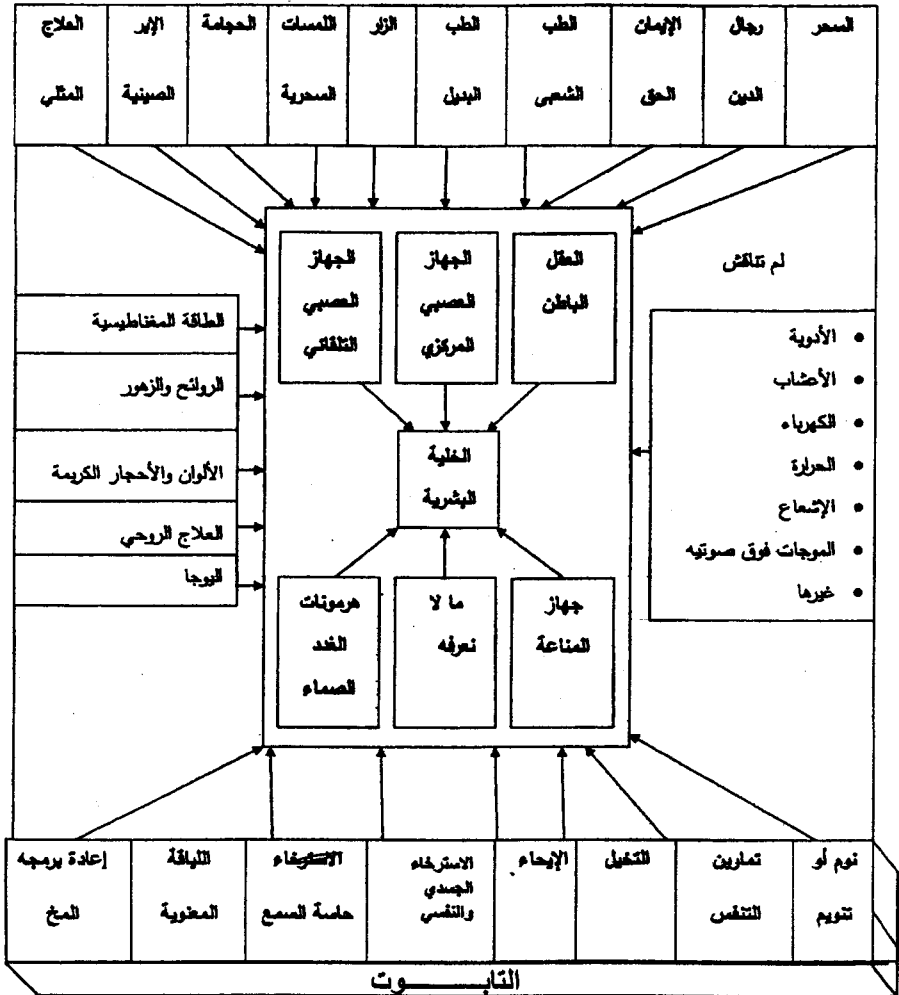 السحر
رجال
الدين
الإيمان
الحق
الطب
الشعبى
الطب
البديل
الزار
اللمسات
السحرية
الحجامة
الإبر
الصينية
العلاج
المثلي
لم تناقش
• الأدوية
• الأعشاب
• الكهرباء
• الحرارة
• الإشعاع
• الموجات فوق صوتيه
• غيرها
العقل
الباطن
الجهاز
العصبي
المركزي
الجهاز
العصبي
التلقائي
الخلية
البشرية
جهاز
المناعة
ما لا
نعرفه
هرمونات
الغدد
الصماء
الطاقة المغناطيسية
الروائح والزهور
الألوان والأحجار الكريمة
العلاج الروحي
اليوجا
نوم أو
تنويم
تمارين
التنفس
التخيل
الإيحاء
الاسترخاء
الجسدي
والنفسي
الاسترخاء
حاسة السمع
اللياقة
المعنوية
إعادة برمجه
المخ
التابـــــوت